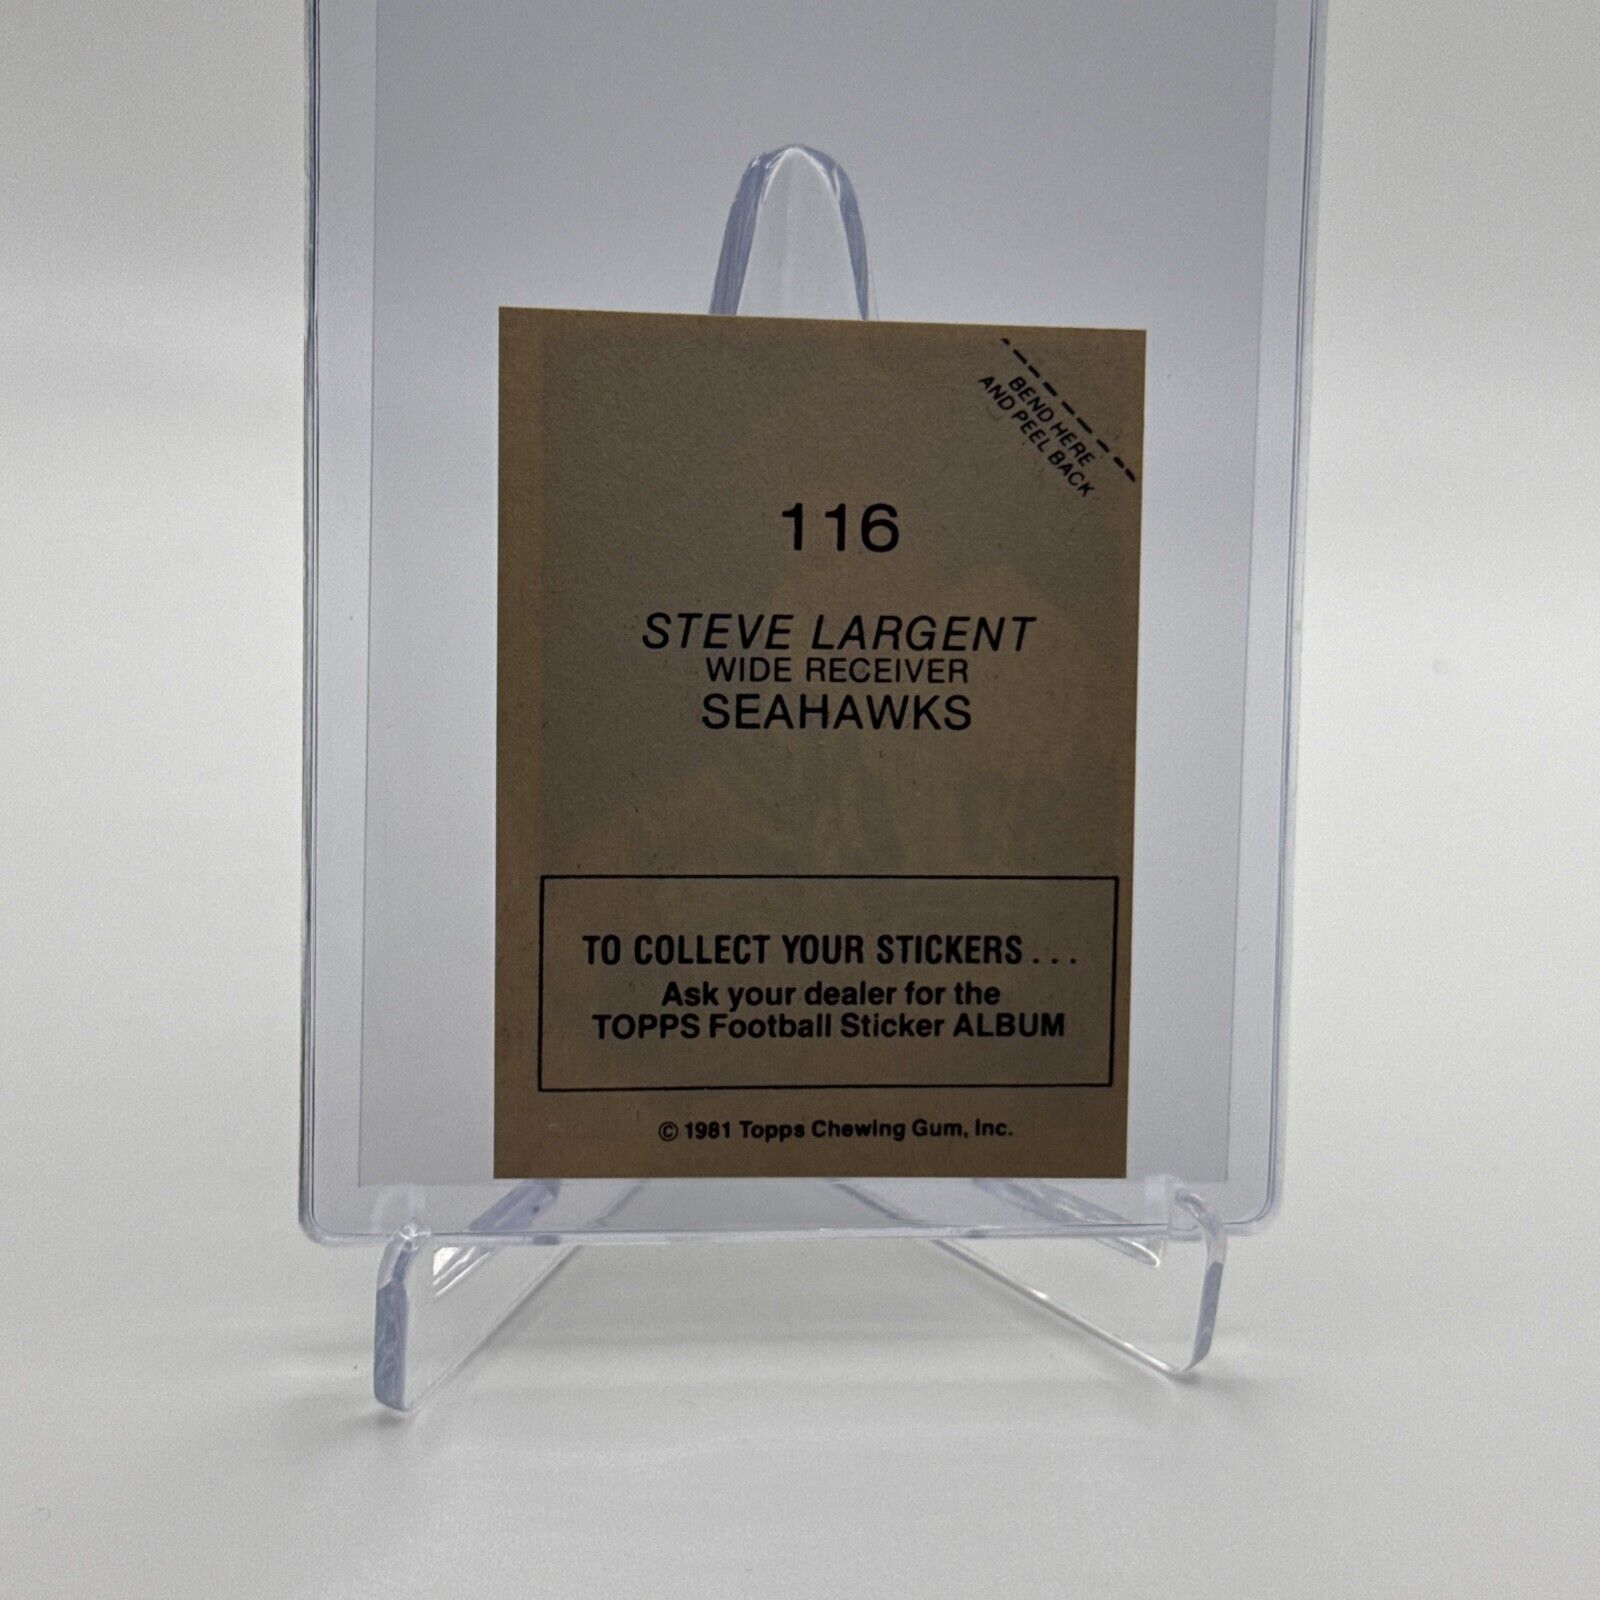 BEND HERE
AND PEEL BACK
116
STEVE LARGENT
WIDE RECEIVER
SEAHAWKS
TO COLLECT YOUR STICKERS...
Ask your dealer for the
TOPPS Football Sticker ALBUM
© 1981 Topps Chewing Gum, Inc.